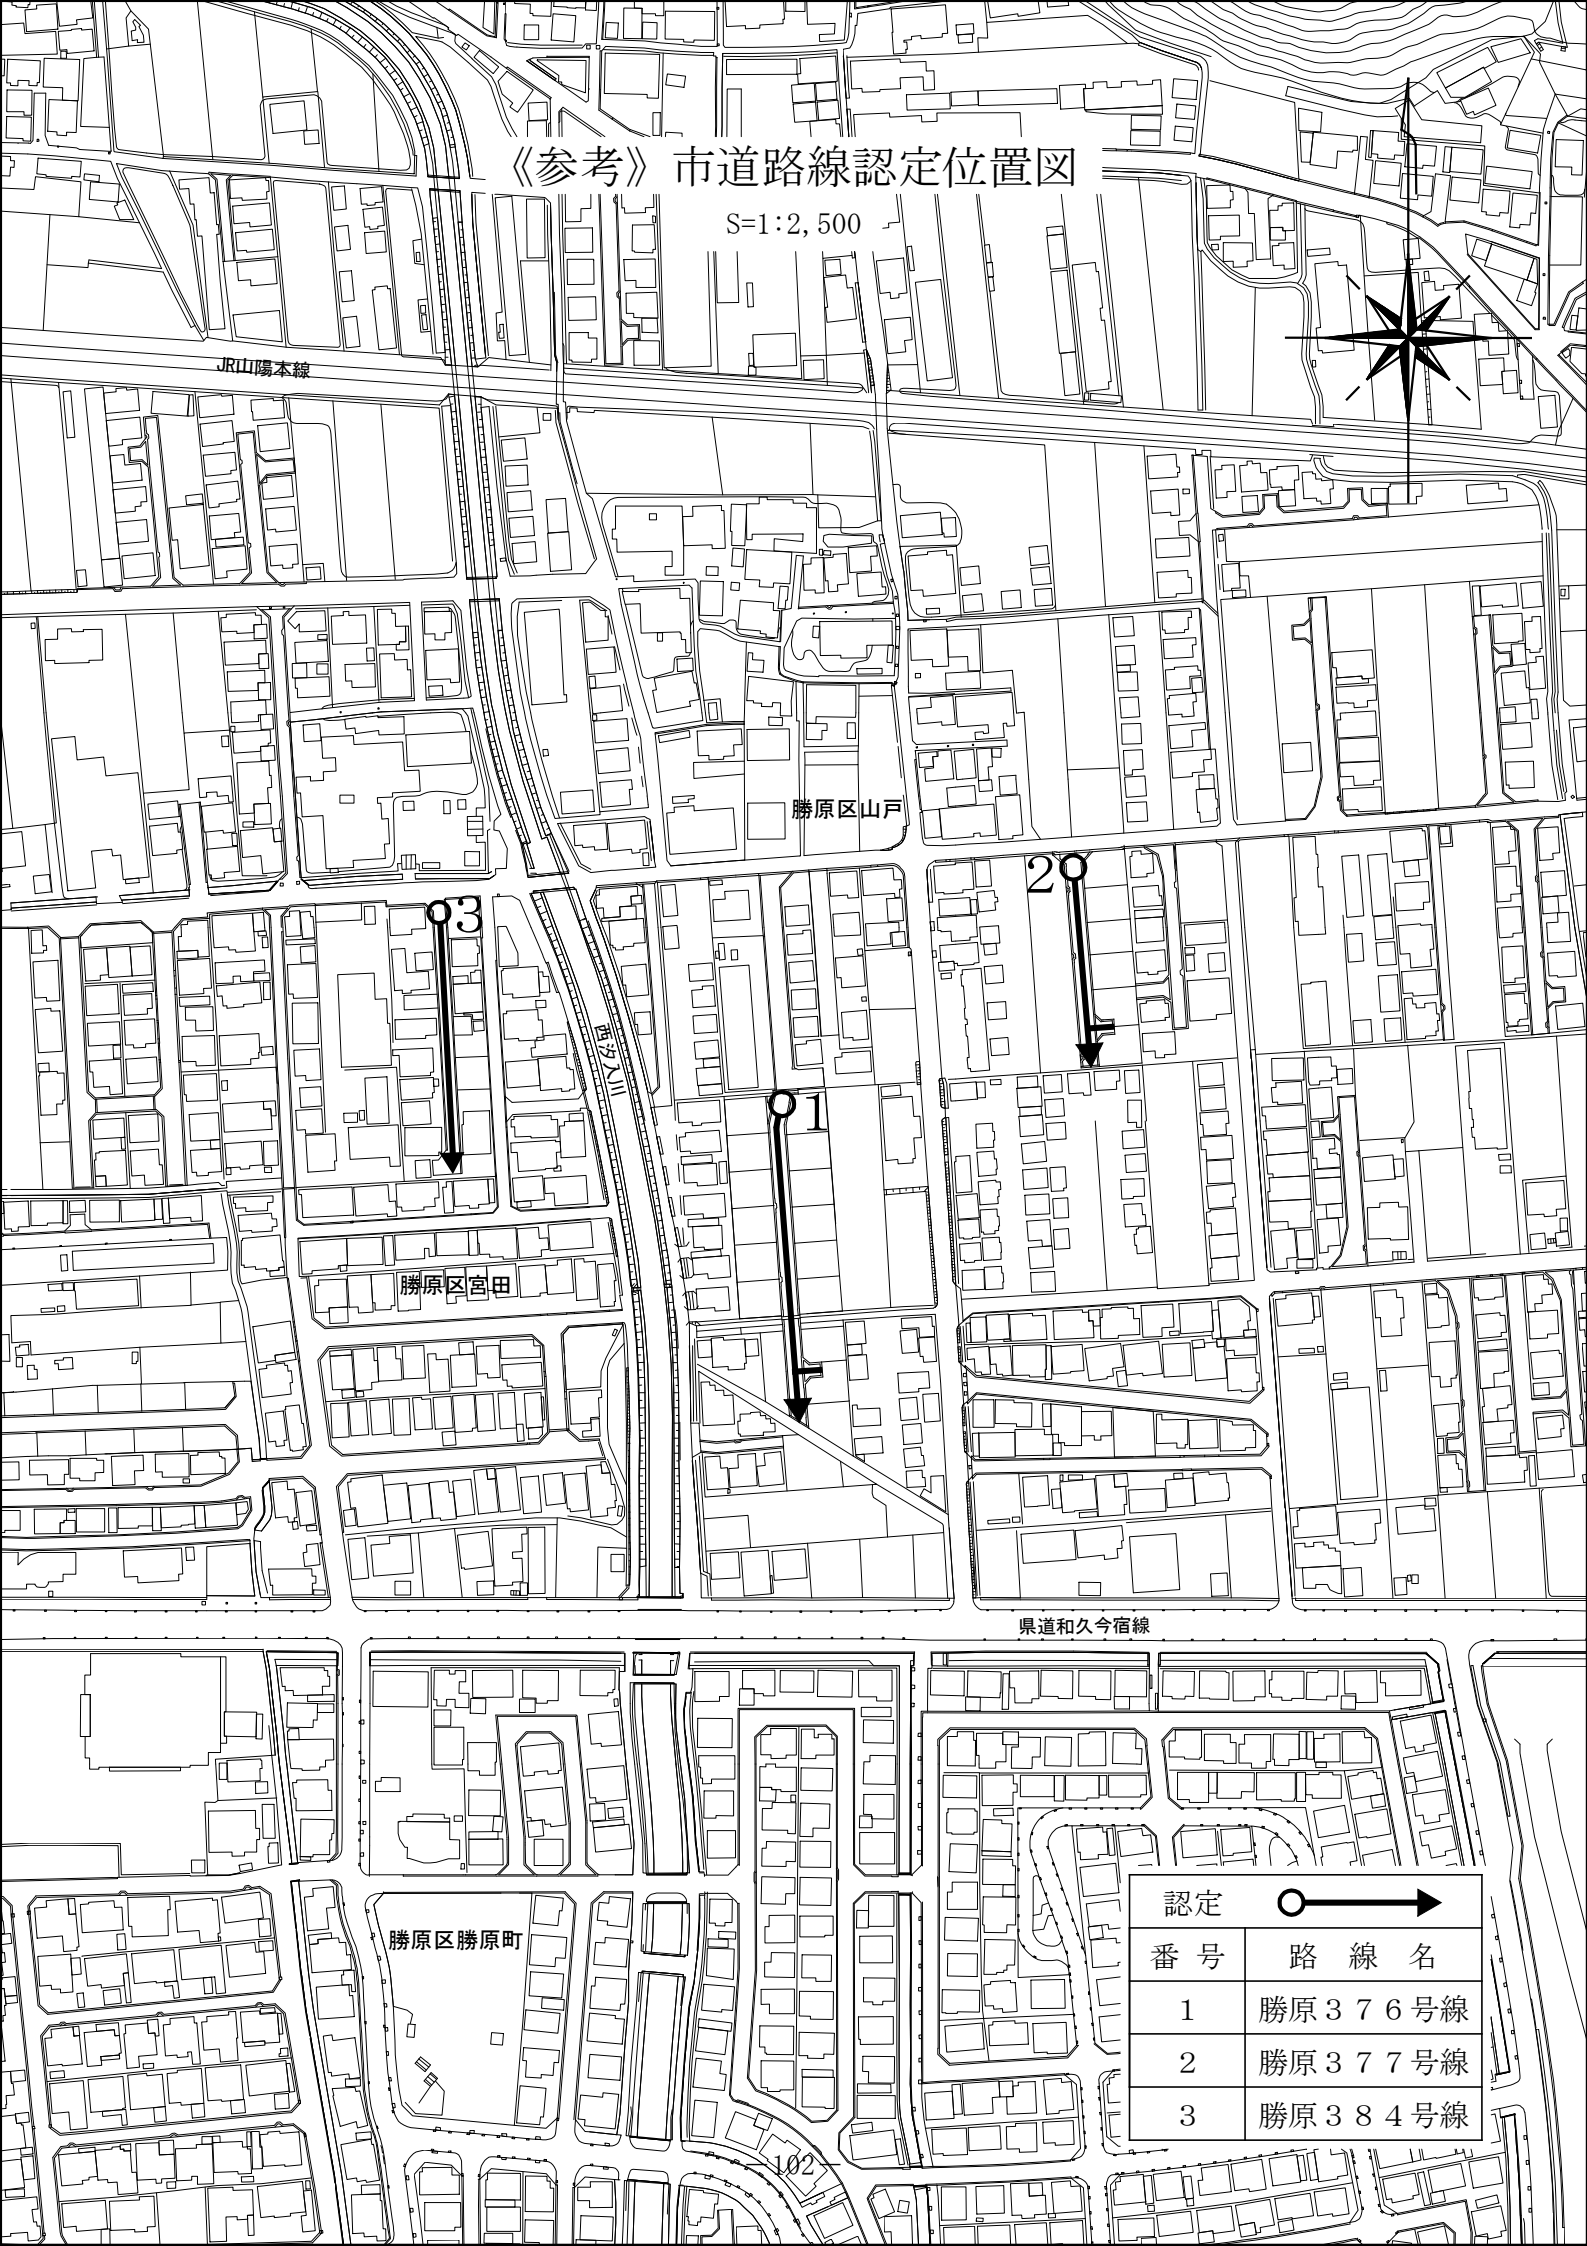 《参考》市道路線認定位置図
S=1:2,500
JR山陽本線
勝原区山戸
2
3
西汐入川
1
勝原区宮田
県道和久今宿線
勝原区勝原町
認定
番 号 路 線 名
1 勝原３７６号線
2 勝原３７７号線
3 勝原３８４号線
－102－